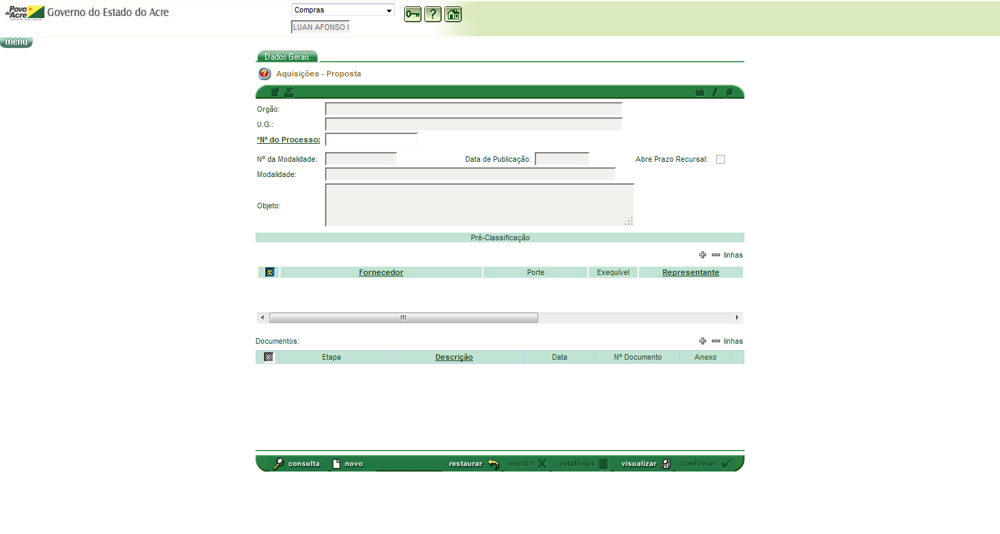 Povo do Acre
Governo do Estado do Acre
Compras
LUAN AFONSO
menu
Dados Gerais
Aquisições - Proposta
Orgão:
U.G.:
*Nº do Processo:
Nº da Modalidade: Data de Publicação: Abre Prazo Recursal:
Modalidade:
Objeto:
Pré-Classificação
linhas
Fornecedor Porte Exequível Representante
Documentos: linhas
Etapa Descrição Data Nº Documento Anexo
consulta novo restaurar excluir relatórios visualizar confirmar